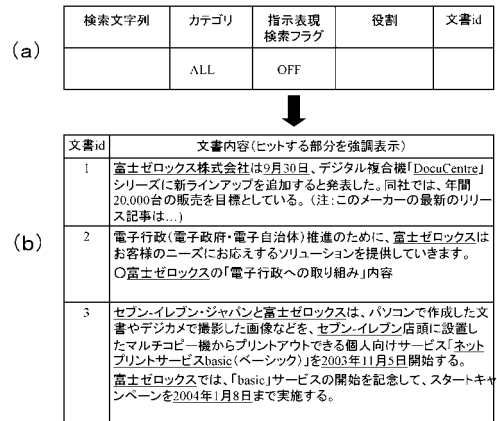 (a)
検索文字列 カテゴリ 指示表現 役割 文書id
検索フラグ
ALL OFF
(b)
文書id 文書内容(ヒットする部分を強調表示)
1 富士ゼロックス株式会社は9月30日、デジタル複合機「DocuCentre」
シリーズに新ラインアップを追加すると発表した。同社では、年間
20,000台の販売を目標としている。(注:このメーカーの最新のリリー
ス記事は…)
2 電子行政(電子政府・電子自治体)推進のために、富士ゼロックスは
お客様のニーズにお応えするソリューションを提供していきます。
〇富士ゼロックスの「電子行政への取り組み」内容
3 セブン-イレブン・ジャパンと富士ゼロックスは、パソコンで作成した文
書やデジカメで撮影した画像などを、セブン-イレブン店頭に設置し
たマルチコピー機からプリントアウトできる個人向けサービス「ネット
プリントサービスbasic(ベーシック)」を2003年11月5日開始する。
富士ゼロックスでは、「basic」サービスの開始を記念して、スタートキャ
ンペーンを2004年1月8日まで実施する。